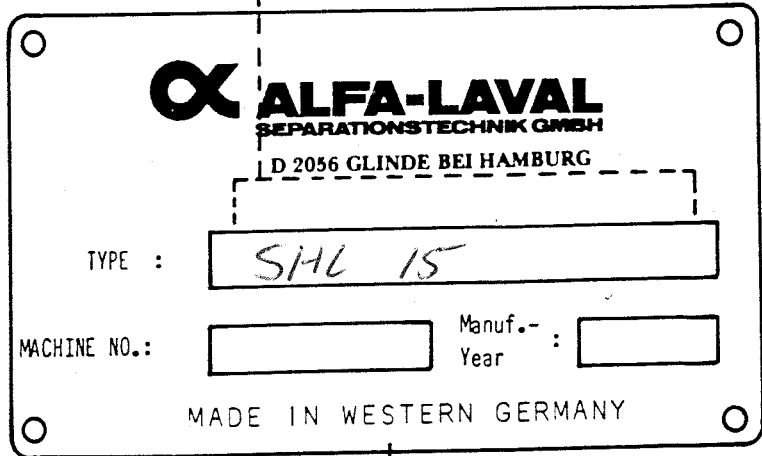 ALFA-LAVAL
SEPARATIONSTECHNIK GMBH
D 2056 GLINDE BEI HAMBURG
TYPE : SHL 15
MACHINE NO.:
Manuf.- :
Year
MADE IN WESTERN GERMANY